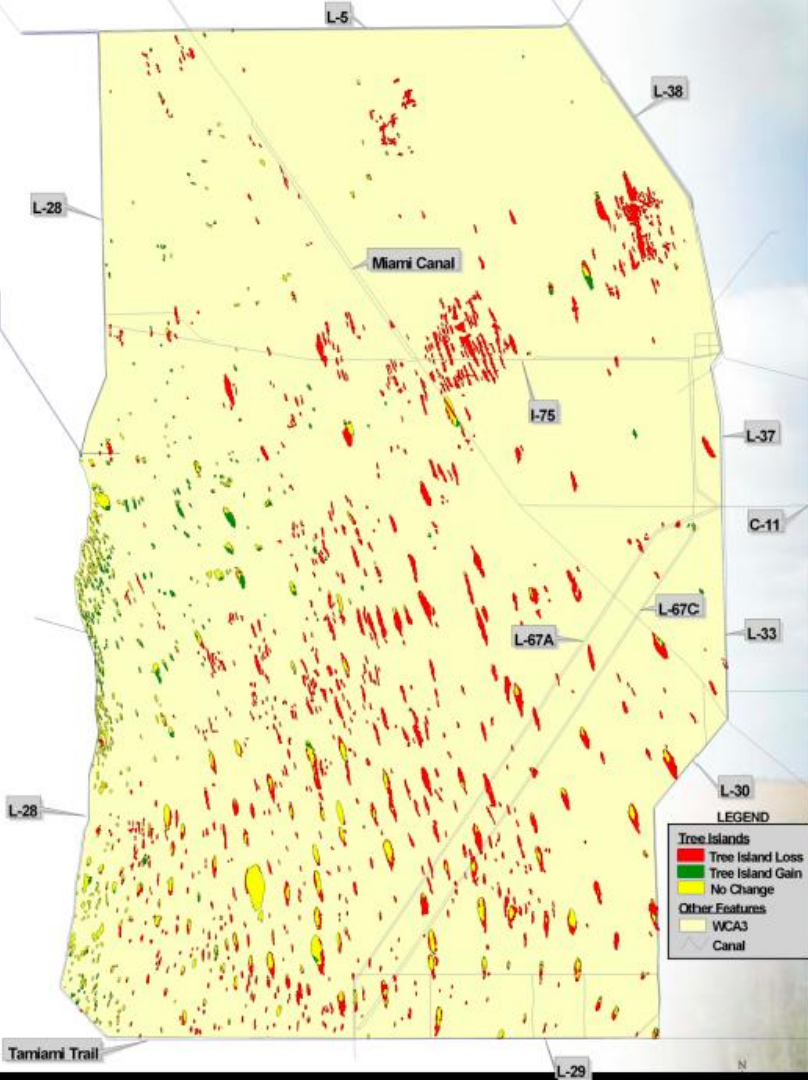 L-5
L-38
L-28
Miami Canal
I-75
L-37
C-11
L-67C
L-67A
L-33
L-30
L-28
LEGEND
Tree Islands
Tree Island Loss
Tree Island Gain
No Change
Other Features
WCA3
Canal
Tamiami Trail
L-29
N